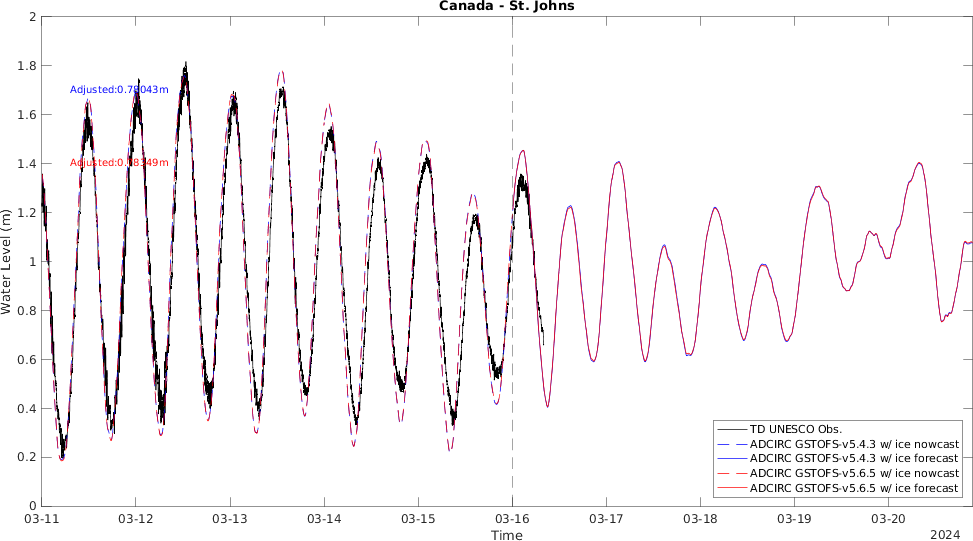 Canada - St. Johns
2
1.8
1.6
1.4
1.2
1
0.8
0.6
0.4
0.2
0
Water Level (m)
Adjusted:0.78043m
TD UNESCO Obs.
ADCIRC GSTOFS-v5.4.3 w/ ice nowcast
ADCIRC GSTOFS-v5.4.3 w/ ice forecast
ADCIRC GSTOFS-v5.6.5 w/ ice nowcast
ADCIRC GSTOFS-v5.6.5 w/ ice forecast
03-11 03-12 03-13 03-14 03-15 03-16 03-17 03-18 03-19 03-20
Time
2024